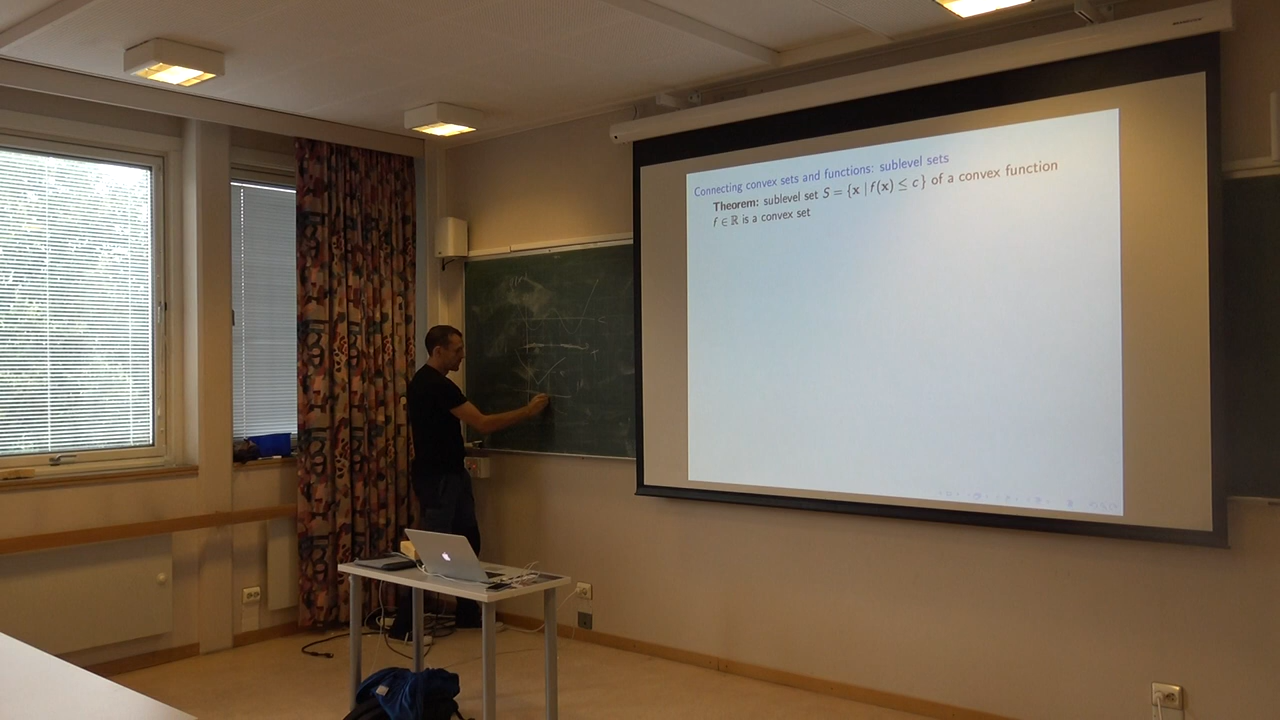 Connecting convex sets and functions: sublevel sets
Theorem: sublevel set S = {x | f(x) ≤ c} of a convex function
f ∈ ℝ is a convex set